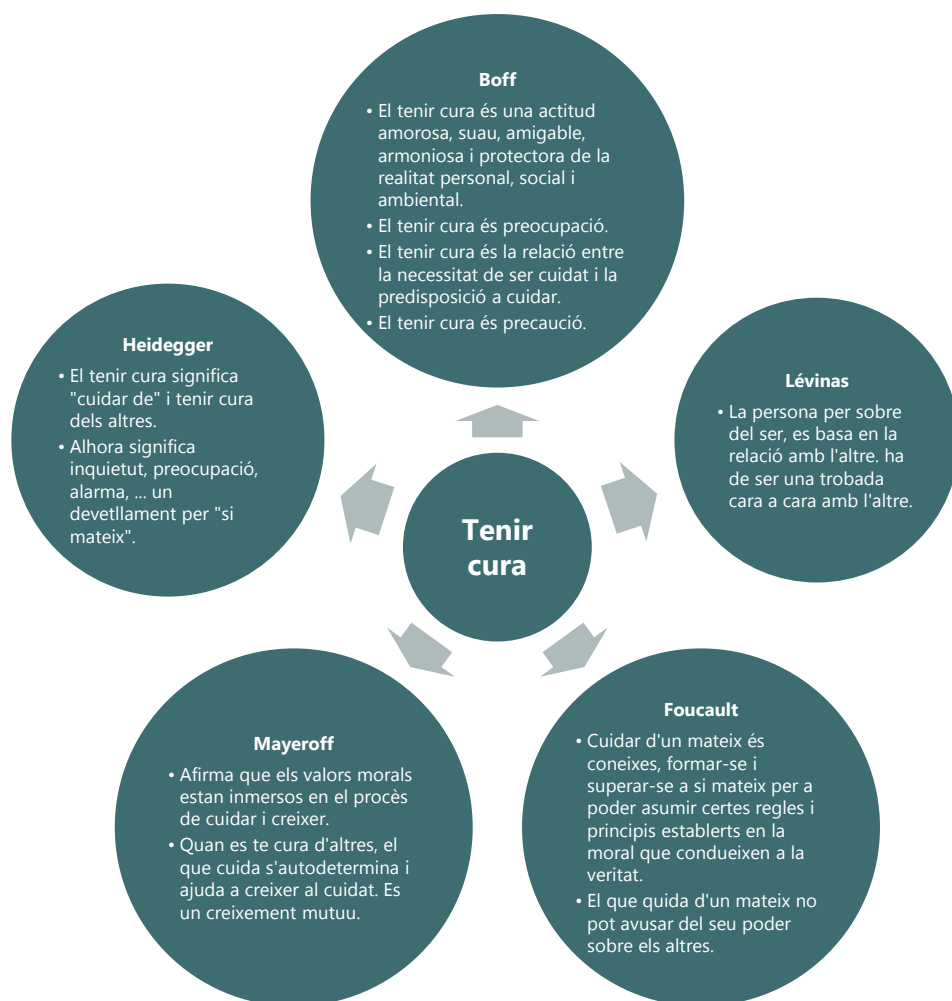 Boff
• El tenir cura és una actitud
amorosa, suau, amigable,
armoniosa i protectora de la
realitat personal, social i
ambiental.
• El tenir cura és preocupació.
• El tenir cura és la relació entre
la necessitat de ser cuidat i la
predisposició a cuidar.
• El tenir cura és precaució.
Heidegger
• El tenir cura significa
"cuidar de" i tenir cura
dels altres.
• Alhora significa
inquietut, preocupació,
alarma, ... un
devetllament per "si
mateix".
Lévinas
• La persona per sobre
del ser, es basa en la
relació amb l'altre. ha
de ser una trobada
cara a cara amb l'altre.
Tenir
cura
Mayeroff
• Afirma que els valors morals
estan inmersos en el procès
de cuidar i creixer.
• Quan es te cura d'altres, el
que cuida s'autodetermina i
ajuda a creixer al cuidat. Es
un creixement mutuu.
Foucault
• Cuidar d'un mateix és
coneixes, formar-se i
superar-se a si mateix per a
poder asumir certes regles i
principis establerts en la
moral que condueixen a la
veritat.
• El que quida d'un mateix no
pot avusar del seu poder
sobre els altres.